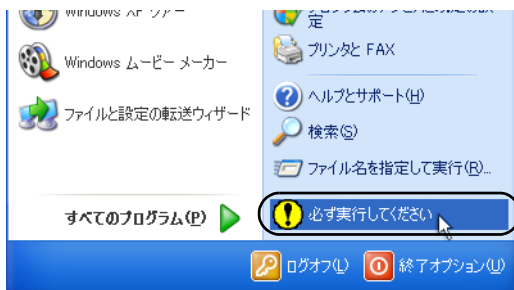 Windows XP ツアー
Windows ムービー メーカー
ファイルと設定の転送ウィザード
すべてのプログラム(P)
定
プリンタと FAX
ヘルプとサポート(H)
検索(S)
ファイル名を指定して実行(R)...
必ず実行してください
ログオフ(L)
終了オプション(U)